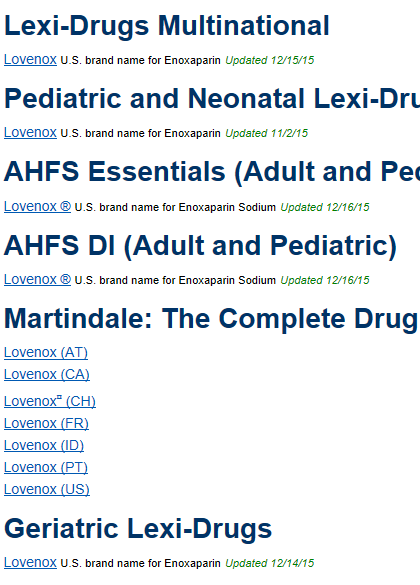 Lexi-Drugs Multinational
Lovenox U.S. brand name for Enoxaparin Updated 12/15/15
Pediatric and Neonatal Lexi-Dru
Lovenox U.S. brand name for Enoxaparin Updated 11/2/15
AHFS Essentials (Adult and Ped
Lovenox ® U.S. brand name for Enoxaparin Sodium Updated 12/16/15
AHFS DI (Adult and Pediatric)
Lovenox ® U.S. brand name for Enoxaparin Sodium Updated 12/16/15
Martindale: The Complete Drug
Lovenox (AT)
Lovenox (CA)
Lovenox¤ (CH)
Lovenox (FR)
Lovenox (ID)
Lovenox (PT)
Lovenox (US)
Geriatric Lexi-Drugs
Lovenox U.S. brand name for Enoxaparin Updated 12/14/15